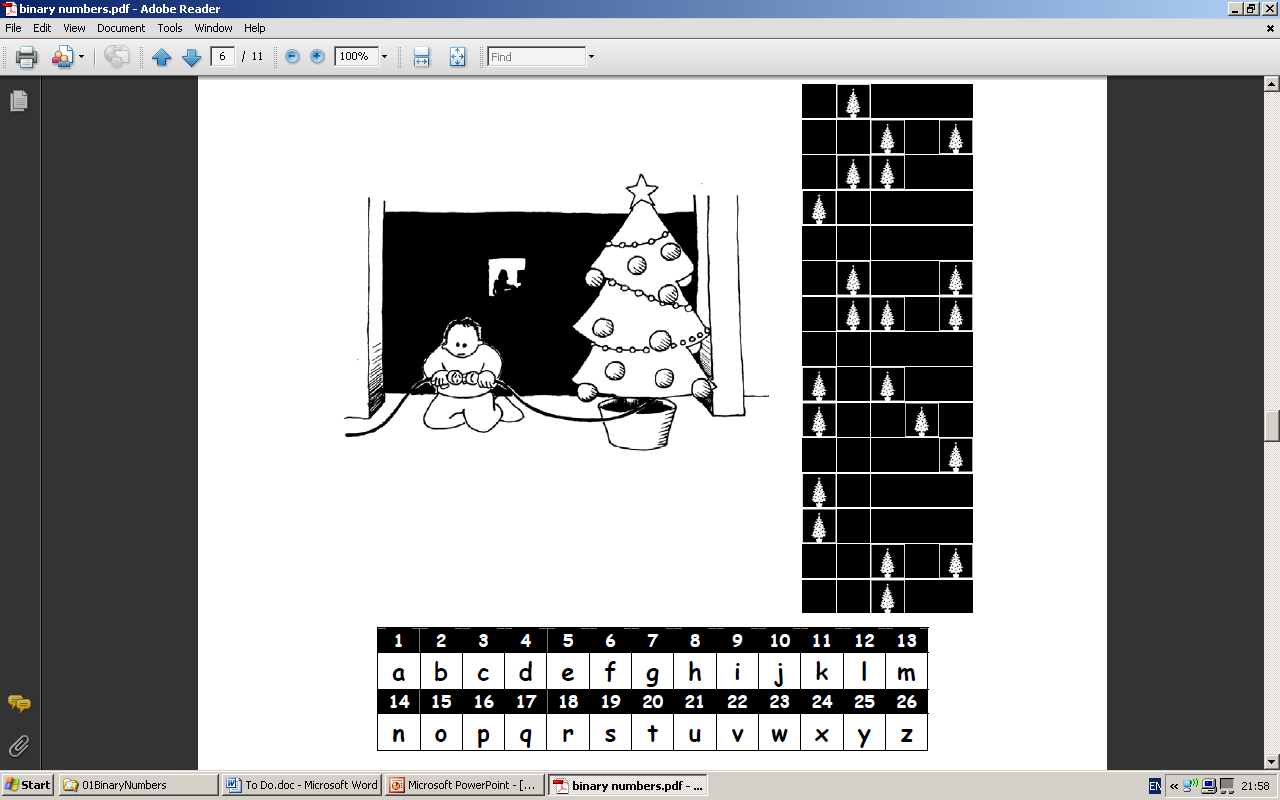 binary numbers.pdf - Adobe Reader
File Edit View Document Tools Window Help
6 / 11 100% Find
1 2 3 4 5 6 7 8 9 10 11 12 13
a b c d e f g h i j k l m
14 15 16 17 18 19 20 21 22 23 24 25 26
n o p q r s t u v w x y z
Start 01BinaryNumbers To Do.doc - Microsoft Word Microsoft PowerPoint - [... binary numbers.pdf - ... EN « 21:58